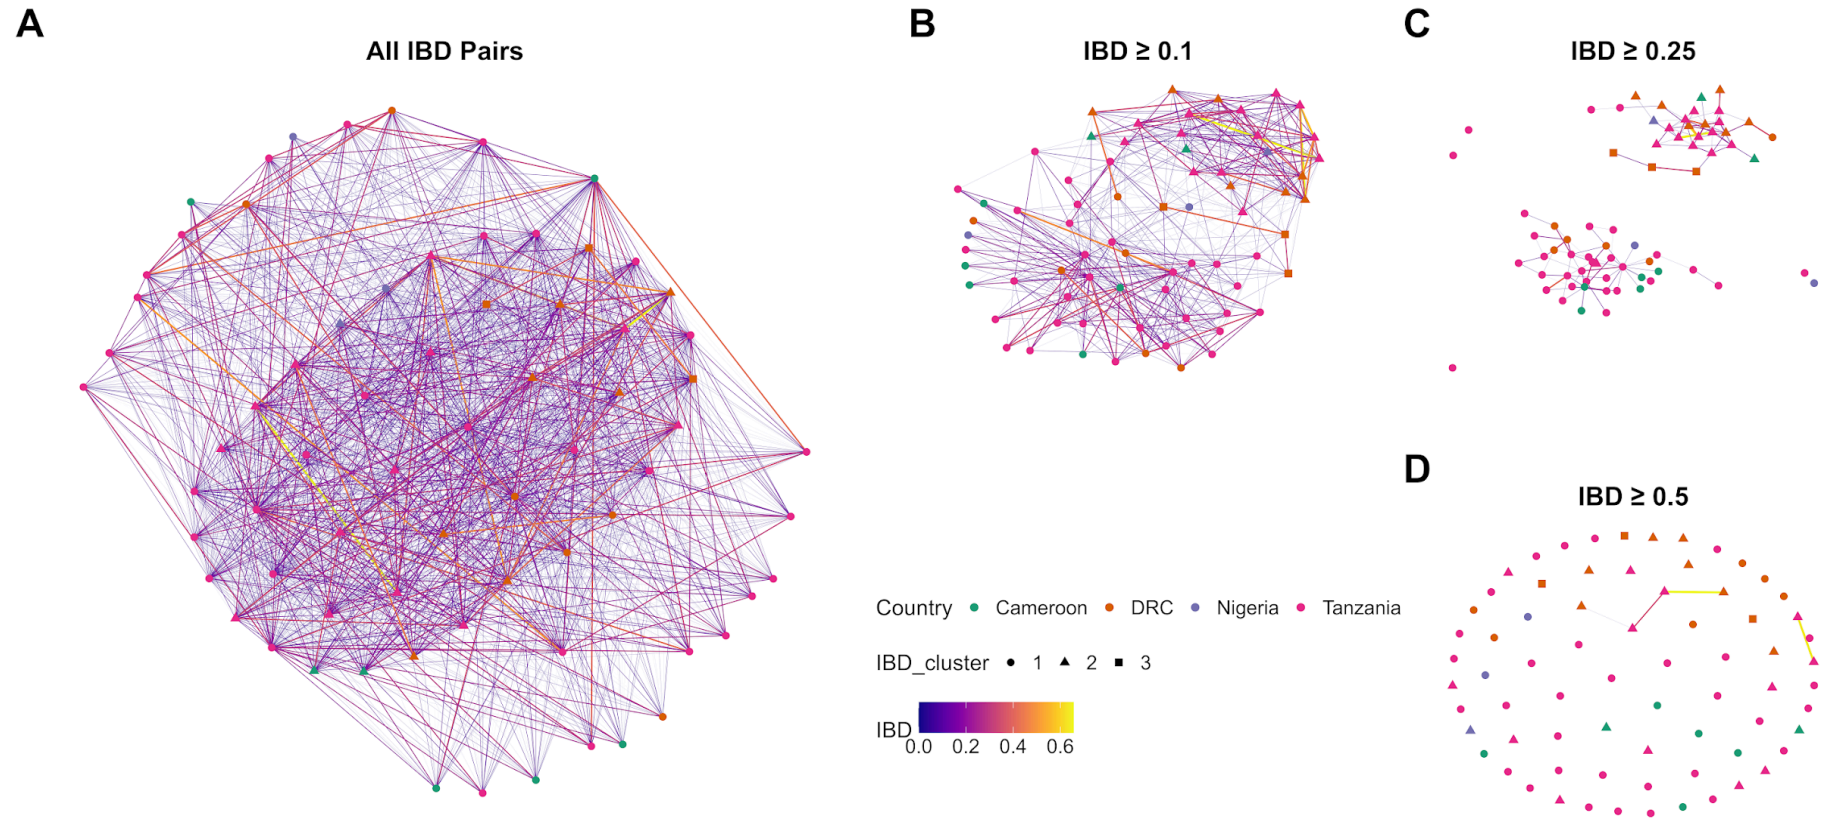 A
All IBD Pairs
B
IBD ≥ 0.1
C
IBD ≥ 0.25
D
IBD ≥ 0.5
Country Cameroon DRC Nigeria Tanzania
IBD_cluster 1 2 3
IBD
0.0 0.2 0.4 0.6